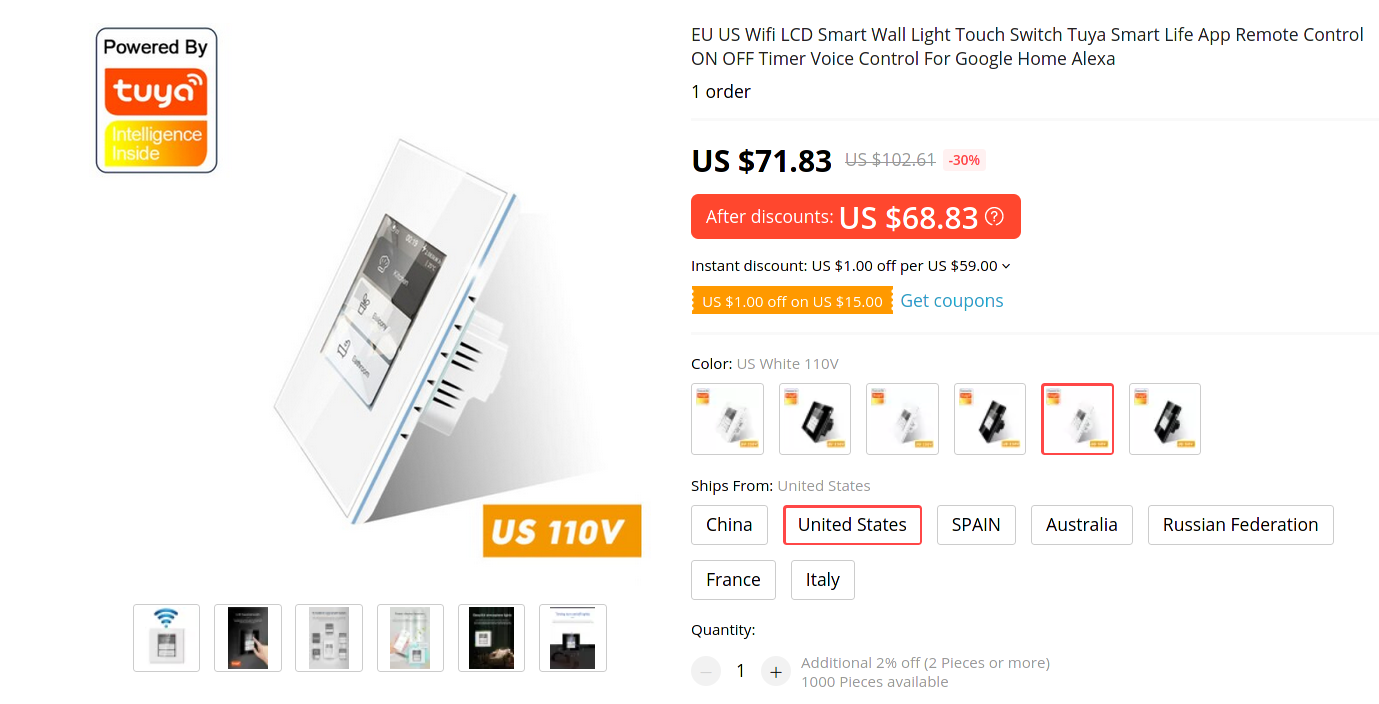 Powered By
tuya
Intelligence
Inside
00:19
Kitchen
Bathroom
US 110V
EU US Wifi LCD Smart Wall Light Touch Switch Tuya Smart Life App Remote Control
ON OFF Timer Voice Control For Google Home Alexa
1 order
US $71.83 US $102.61 -30%
After discounts: US $68.83 ?
Instant discount: US $1.00 off per US $59.00
US $1.00 off on US $15.00 Get coupons
Color: US White 110V
Ships From: United States
China United States SPAIN Australia Russian Federation
France Italy
Quantity:
1
Additional 2% off (2 Pieces or more)
1000 Pieces available